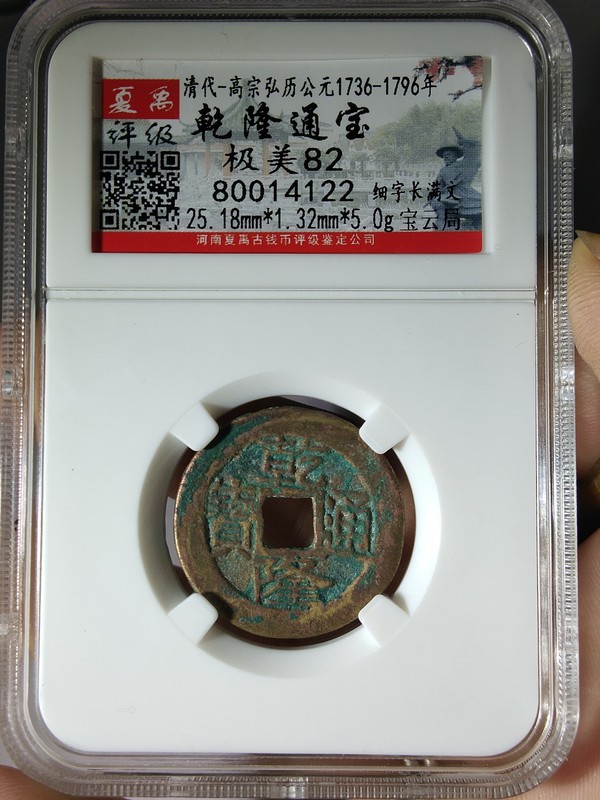 夏禹
评级
清代-高宗弘历公元1736-1796年
乾隆通宝
极美82
80014122 细字长满文
25.18mm*1.32mm*5.0g宝云局
河南夏禹古钱币评级鉴定公司
乾隆通寶